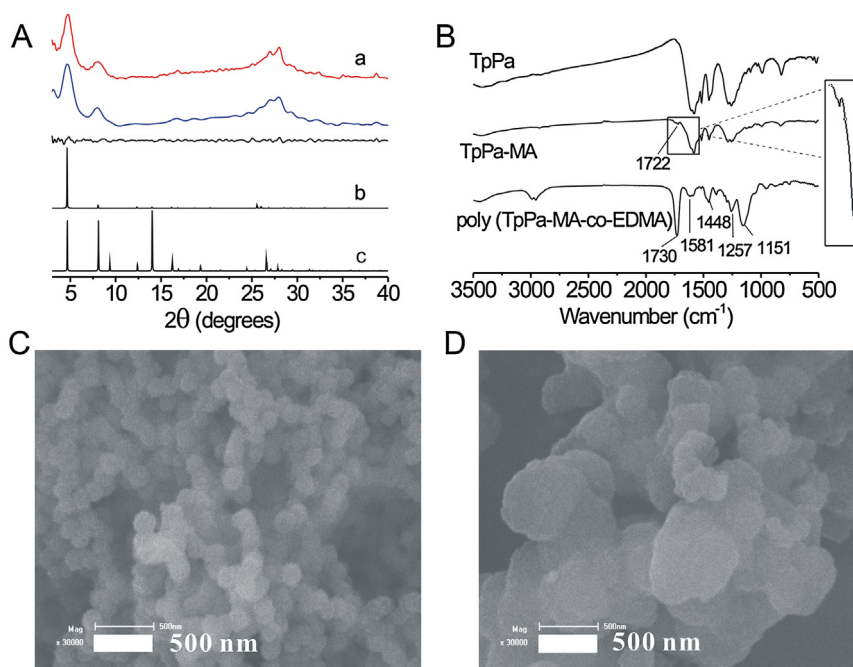 A
a
b
c
5 10 15 20 25 30 35 40
2θ (degrees)
B
TpPa
TpPa-MA
1722
poly (TpPa-MA-co-EDMA)
1730
1581
1448
1257
1151
3500 3000 2500 2000 1500 1000 500
Wavenumber (cm⁻¹)
C
Mag
500nm
x 30000
500 nm
D
Mag
500nm
x 30000
500 nm